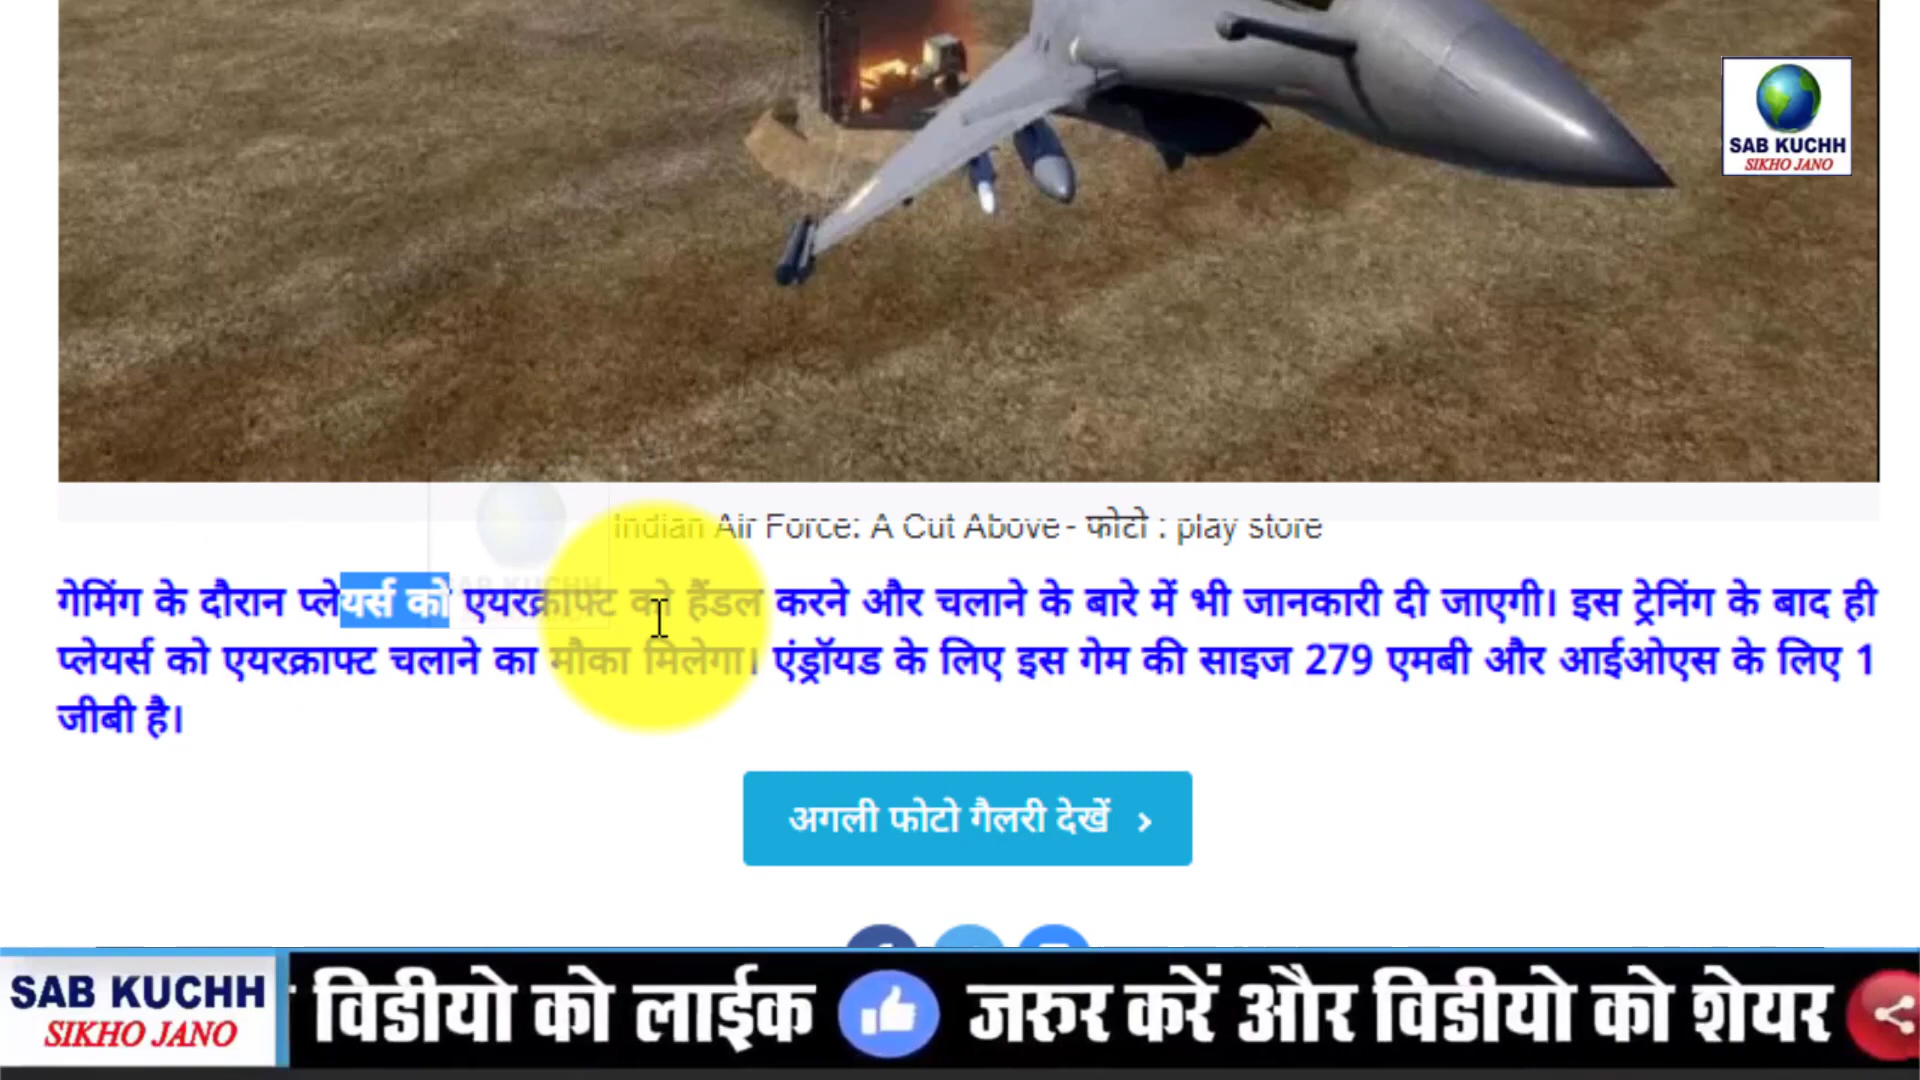 SAB KUCHH
SIKHO JANO
Indian Air Force: A Cut Above - फोटो : play store
गेमिंग के दौरान प्लेयर्स को एयरक्राफ्ट को हैंडल करने और चलाने के बारे में भी जानकारी दी जाएगी। इस ट्रेनिंग के बाद ही
प्लेयर्स को एयरक्राफ्ट चलाने का मौका मिलेगा। एंड्रॉयड के लिए इस गेम की साइज 279 एमबी और आईओएस के लिए 1
जीबी है।
अगली फोटो गैलरी देखें
SAB KUCHH
SIKHO JANO
विडीयो को लाईक जरुर करें और विडीयो को शेयर